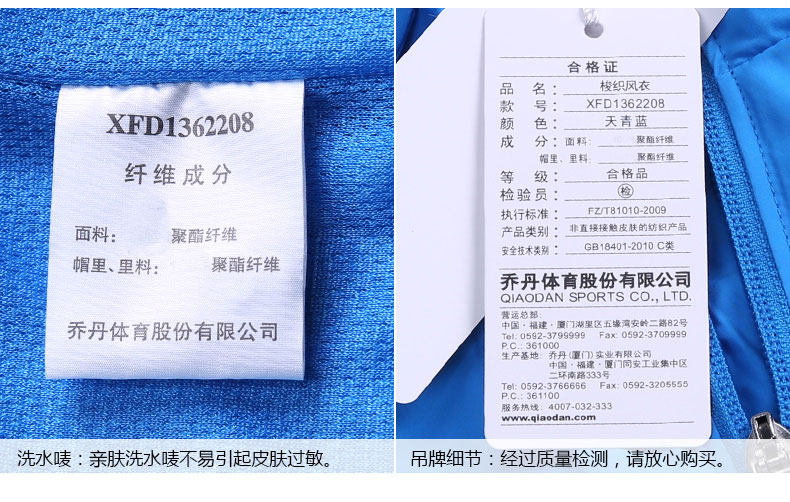 XFD1362208
纤维成分
面料： 聚酯纤维
帽里、里料： 聚酯纤维
乔丹体育股份有限公司
洗水唛：亲肤洗水唛不易引起皮肤过敏。
合格证
品名： 梭织风衣
款号： XFD1362208
颜色： 天青蓝
成分： 面料： 聚酯纤维
帽里、里料： 聚酯纤维
等级： 合格品
检验员： 检
执行标准： FZ/T81010-2009
产品类别： 非直接接触皮肤的纺织产品
安全技术类别： GB18401-2010 C类
乔丹体育股份有限公司
QIAODAN SPORTS CO., LTD.
营运总部：
中国·福建·厦门湖里区五缘湾安岭二路82号
Tel: 0592-3799999 Fax: 0592-3709999
P.C.: 361000
生产基地： 乔丹(厦门)实业有限公司
中国·福建·厦门同安工业集中区
二环南路333号
Tel: 0592-3766666 Fax: 0592-3205555
P.C.: 361100
服务热线: 4007-032-333
www.qiaodan.com
吊牌细节：经过质量检测，请放心购买。